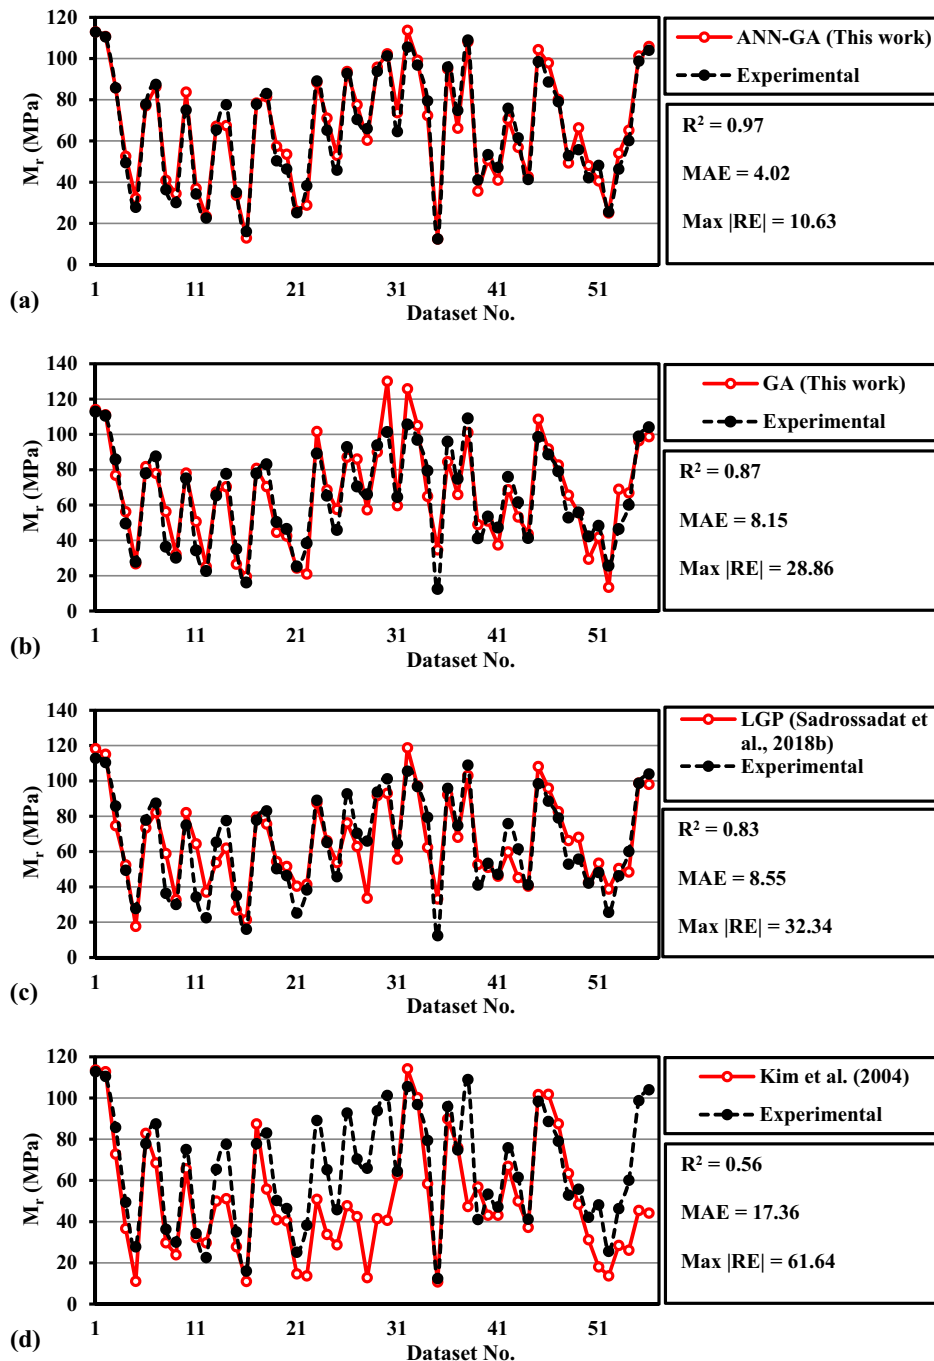 120
100
80
60
40
20
0
M_r (MPa)
1 11 21 31 41 51
Dataset No.
(a)
ANN-GA (This work)
Experimental
R² = 0.97
MAE = 4.02
Max |RE| = 10.63
140
120
100
80
60
40
20
0
M_r (MPa)
1 11 21 31 41 51
Dataset No.
(b)
GA (This work)
Experimental
R² = 0.87
MAE = 8.15
Max |RE| = 28.86
140
120
100
80
60
40
20
0
M_r (MPa)
1 11 21 31 41 51
Dataset No.
(c)
LGP (Sadrossadat et
al., 2018b)
Experimental
R² = 0.83
MAE = 8.55
Max |RE| = 32.34
120
100
80
60
40
20
0
M_r (MPa)
1 11 21 31 41 51
Dataset No.
(d)
Kim et al. (2004)
Experimental
R² = 0.56
MAE = 17.36
Max |RE| = 61.64